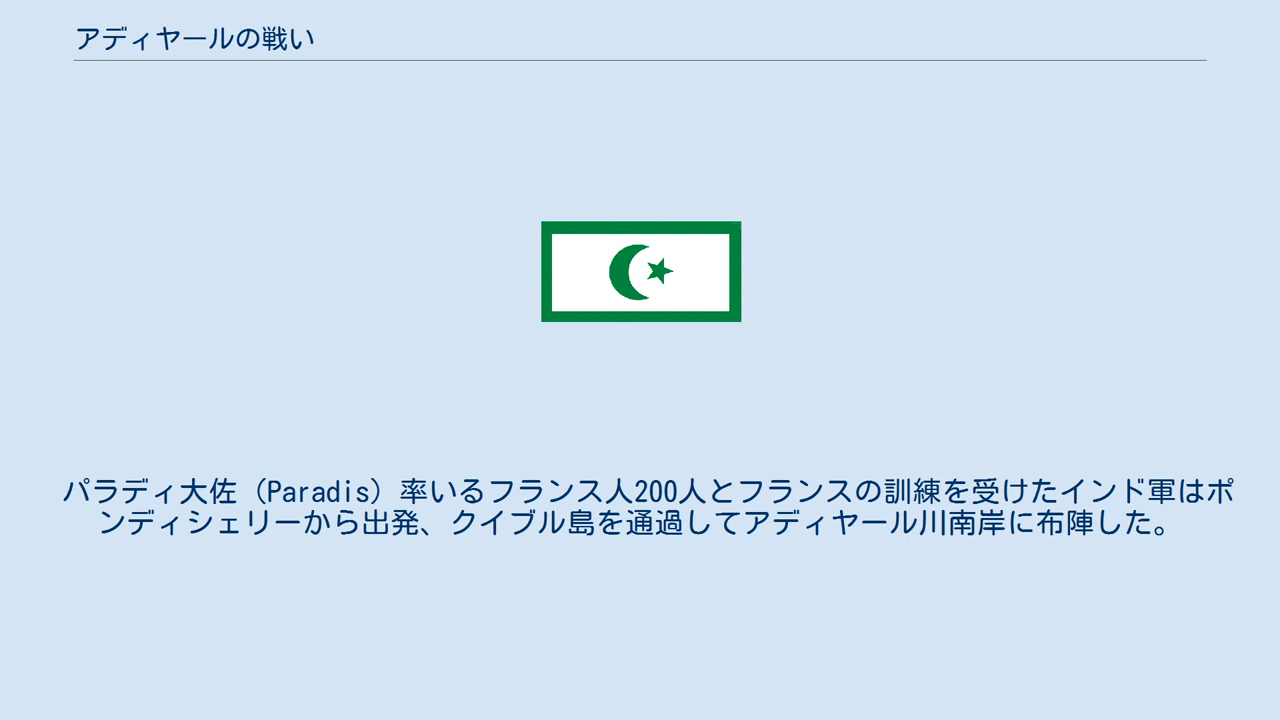 アディヤールの戦い
パラディ大佐（Paradis）率いるフランス人200人とフランスの訓練を受けたインド軍はポ
ンディシェリーから出発、クイブル島を通過してアディヤール川南岸に布陣した。